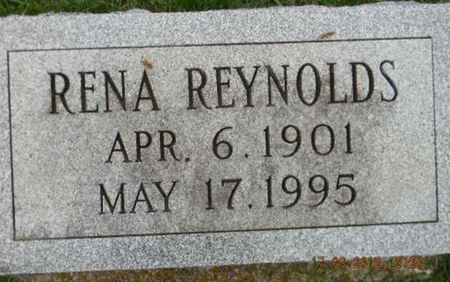 RENA REYNOLDS
APR. 6. 1901
MAY 17. 1995